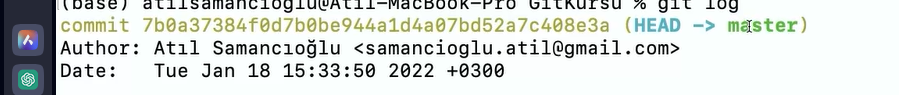 (base) atilsamancioglu@Atil-MacBook-Pro GitKursu % git log
commit 7b0a37384f0d7b0be944a1d4a07bd52a7c408e3a (HEAD -> master)
Author: Atıl Samancıoğlu <samancioglu.atil@gmail.com>
Date:   Tue Jan 18 15:33:50 2022 +0300